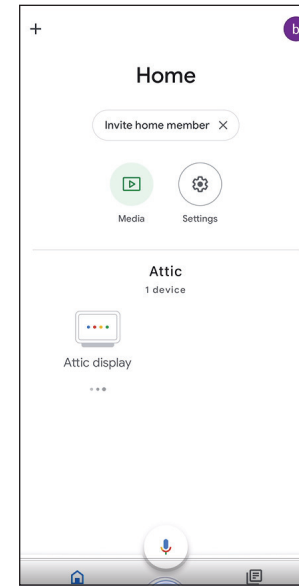 +
b
Home
Invite home member ×
Media Settings
Attic
1 device
Attic display